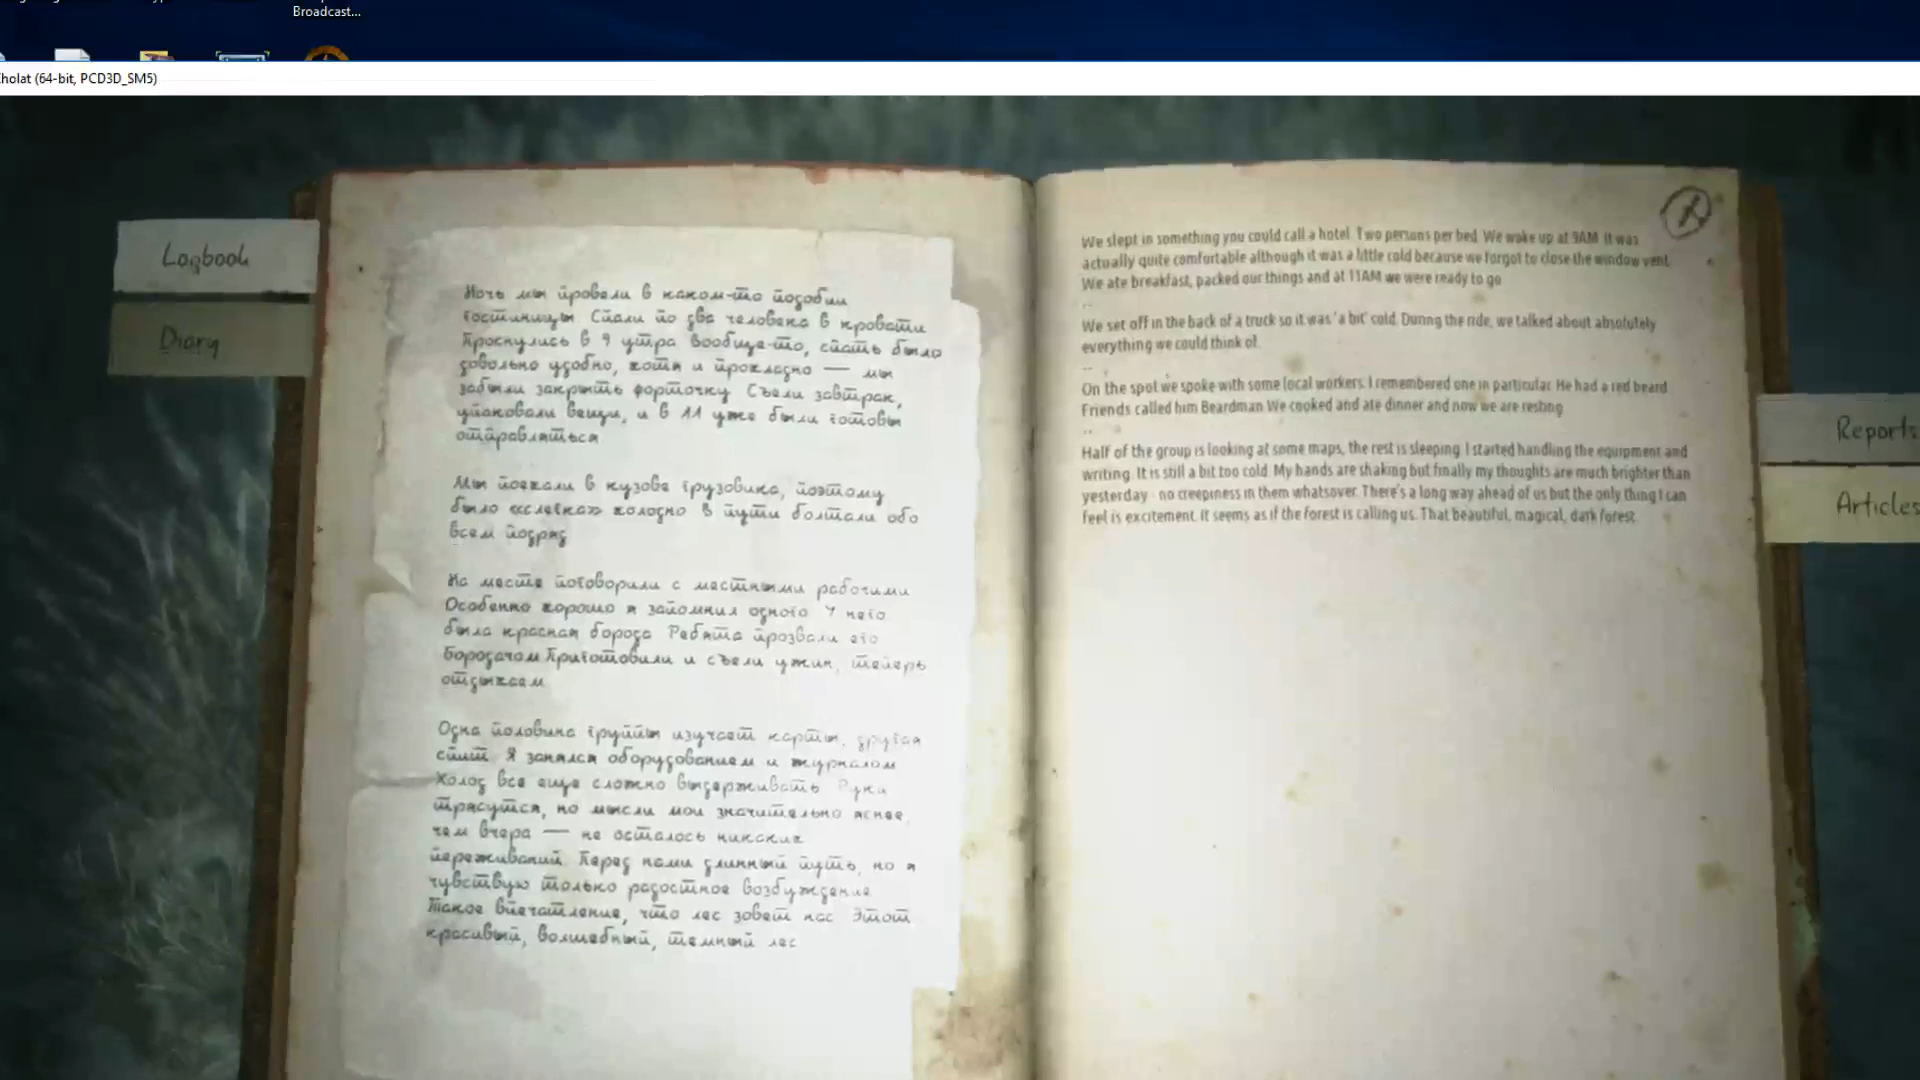 Broadcast...
holat (64-bit, PCD3D_SM5)
Logbook
Diary
Ночь мы провели в каком-то подобии
гостиницы Спали по два человека в кровати
Проснулись в 9 утра Вообще-то, спать было
довольно удобно, хотя и прохладно — мы
забыли закрыть форточку Съели завтрак,
упаковали вещи, и в 11 уже были готовы
отправляться
Мы поехали в кузове грузовика, поэтому
было «слегка» холодно В пути болтали обо
всем подряд
На месте поговорили с местными рабочими
Особенно хорошо я запомнил одного У него
была красная борода Ребята прозвали его
Бородачом Приготовили и съели ужин, теперь
отдыхаем
Одна половина группы изучает карты, другая
спит Я занялся оборудованием и журналом
Холод все еще сложно выдерживать Руки
трясутся, но мысли мои значительно яснее,
чем вчера — не осталось никаких
переживаний Перед нами длинный путь, но я
чувствую только радостное возбуждение
Такое впечатление, что лес зовет нас Этот
красивый, волшебный, темный лес
We slept in something you could call a hotel. Two persons per bed. We woke up at 9AM. It was
actually quite comfortable although it was a little cold because we forgot to close the window vent.
We ate breakfast, packed our things and at 11AM we were ready to go
...
We set off in the back of a truck so it was 'a bit' cold. During the ride, we talked about absolutely
everything we could think of.
...
On the spot we spoke with some local workers. I remembered one in particular. He had a red beard.
Friends called him Beardman We cooked and ate dinner and now we are resting
...
Half of the group is looking at some maps, the rest is sleeping. I started handling the equipment and
writing. It is still a bit too cold. My hands are shaking but finally my thoughts are much brighter than
yesterday - no creepiness in them whatsover. There's a long way ahead of us but the only thing I can
feel is excitement. It seems as if the forest is calling us. That beautiful, magical, dark forest.
Reports
Articles